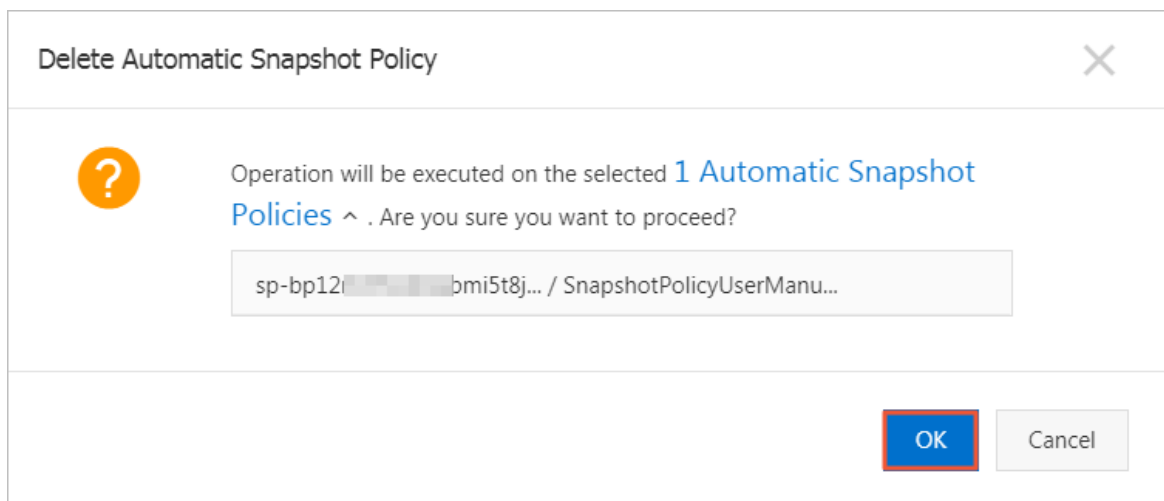 Delete Automatic Snapshot Policy
Operation will be executed on the selected 1 Automatic Snapshot
Policies ^ . Are you sure you want to proceed?
sp-bp12 bmi5t8j... / SnapshotPolicyUserManu...
OK
Cancel